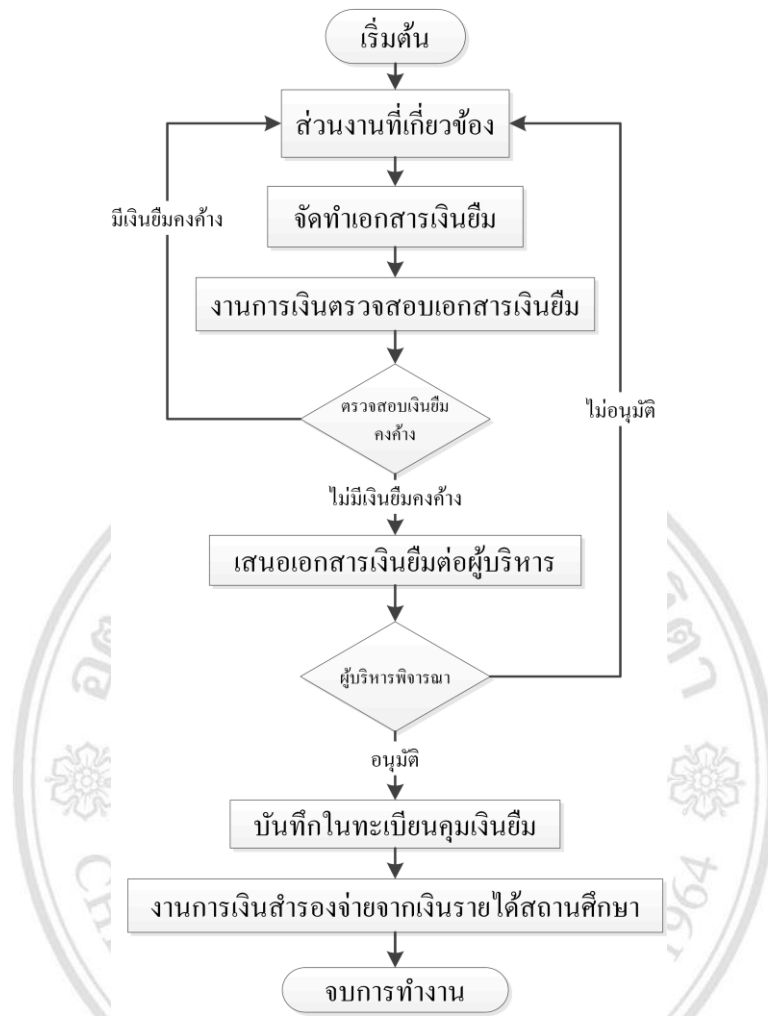 เริ่มต้น
ส่วนงานที่เกี่ยวข้อง
มีเงินยืมคงค้าง
จัดทำเอกสารเงินยืม
งานการเงินตรวจสอบเอกสารเงินยืม
ตรวจสอบเงินยืม
คงค้าง
ไม่อนุมัติ
ไม่มีเงินยืมคงค้าง
เสนอเอกสารเงินยืมต่อผู้บริหาร
ผู้บริหารพิจารณา
อนุมัติ
บันทึกในทะเบียนคุมเงินยืม
งานการเงินสำรองจ่ายจากเงินรายได้สถานศึกษา
จบการทำงาน
1964